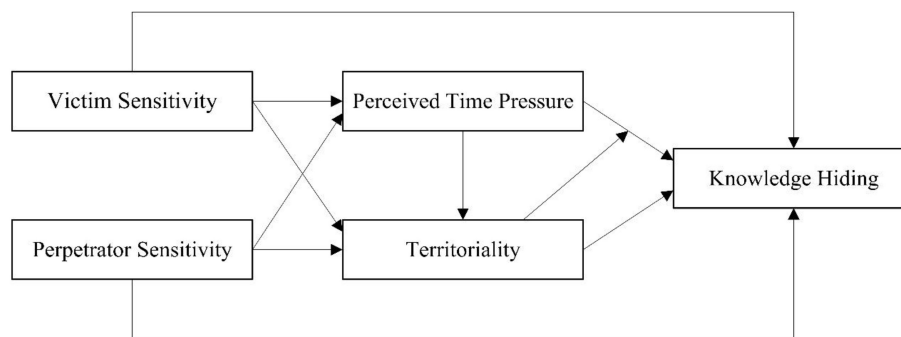 Victim Sensitivity
Perceived Time Pressure
Knowledge Hiding
Perpetrator Sensitivity
Territoriality